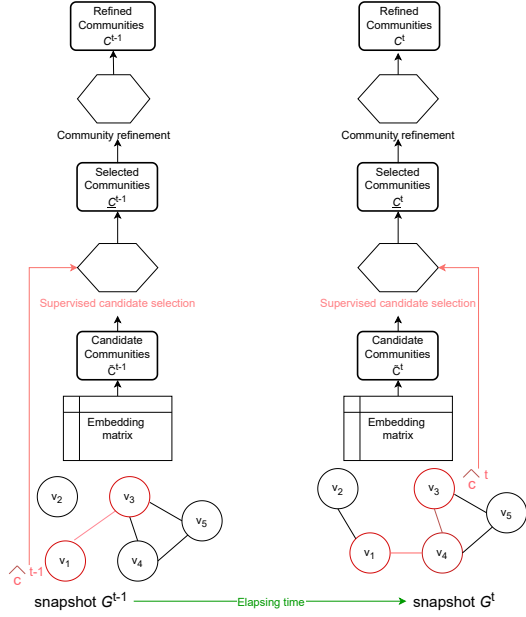 Refined
Communities
C^t-1
Community refinement
Selected
Communities
C^t-1
Supervised candidate selection
Candidate
Communities
C̃^t-1
Embedding
matrix
v2
v3
v5
v1
v4
Ĉ^t-1
snapshot G^t-1
Elapsing time
Refined
Communities
C^t
Community refinement
Selected
Communities
C^t
Supervised candidate selection
Candidate
Communities
C̃^t
Embedding
matrix
Ĉ^t
v2
v3
v5
v1
v4
snapshot G^t